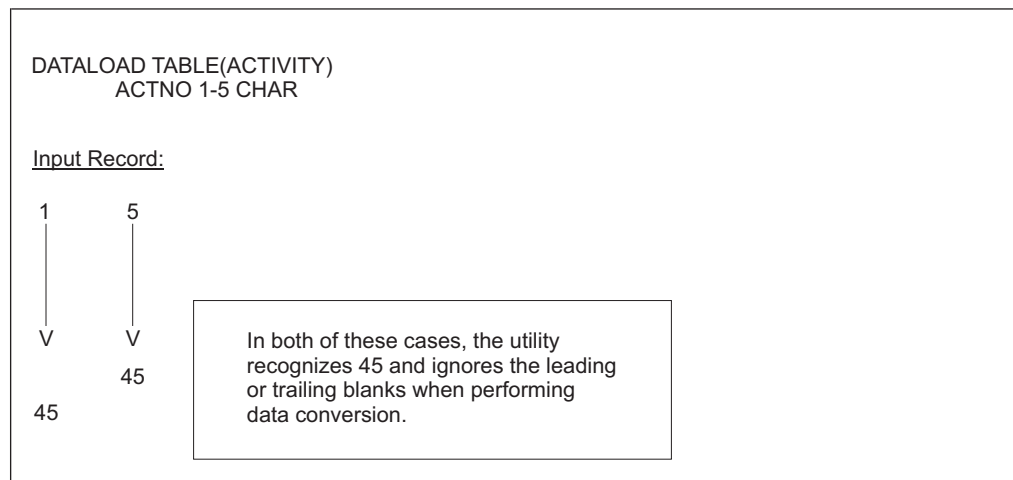 DATALOAD TABLE(ACTIVITY)
ACTNO 1-5 CHAR
Input Record:
1 5
V V
45
45
In both of these cases, the utility
recognizes 45 and ignores the leading
or trailing blanks when performing
data conversion.